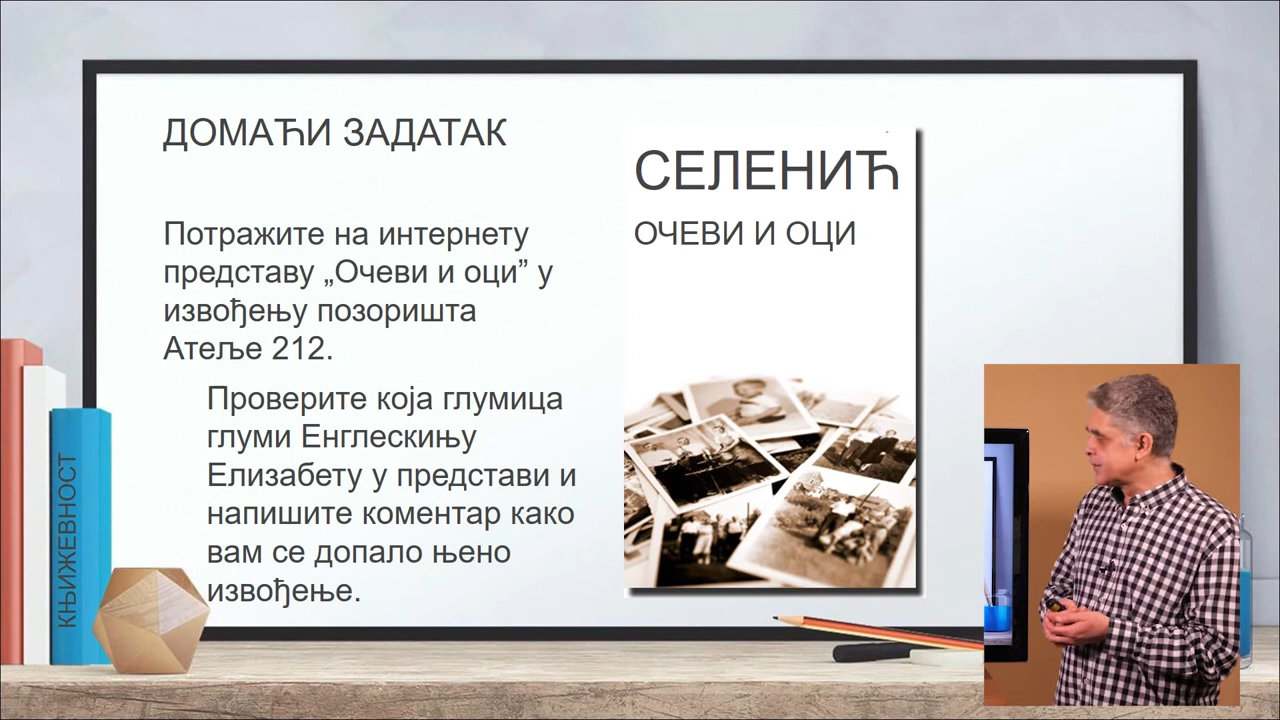 ДОМАЋИ ЗАДАТАК
Потражите на интернету
представу „Очеви и оци” у
извођењу позоришта
Атеље 212.
Проверите која глумица
глуми Енглескињу
Елизабету у представи и
напишите коментар како
вам се допало њено
извођење.
СЕЛЕНИЋ
ОЧЕВИ И ОЦИ
КЊИЖЕВНОСТ